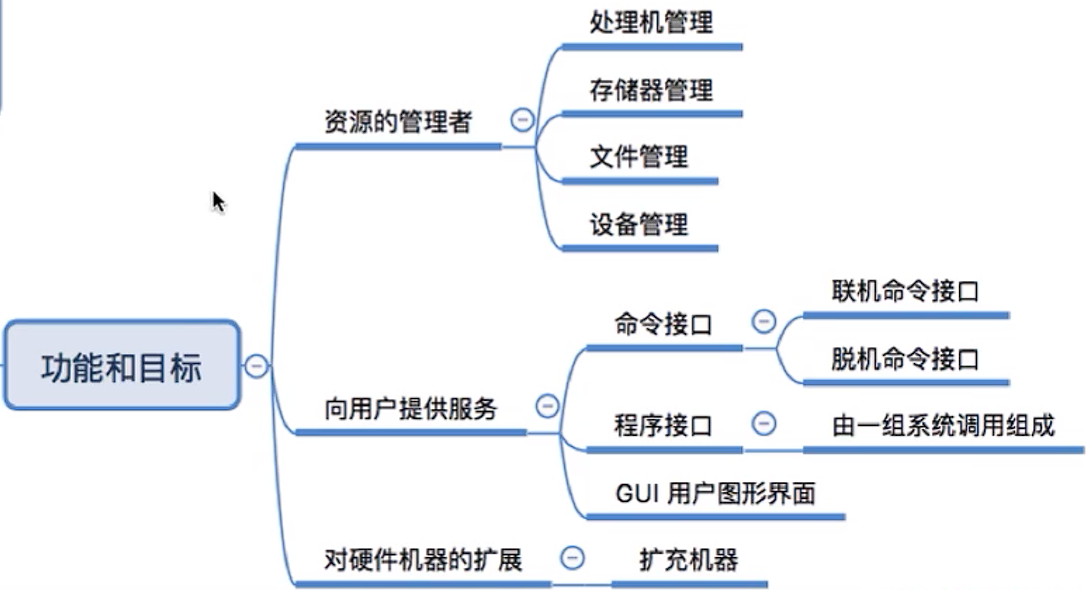 处理机管理
存储器管理
资源的管理者
文件管理
设备管理
联机命令接口
命令接口
脱机命令接口
功能和目标
向用户提供服务
程序接口
由一组系统调用组成
GUI 用户图形界面
对硬件机器的扩展
扩充机器